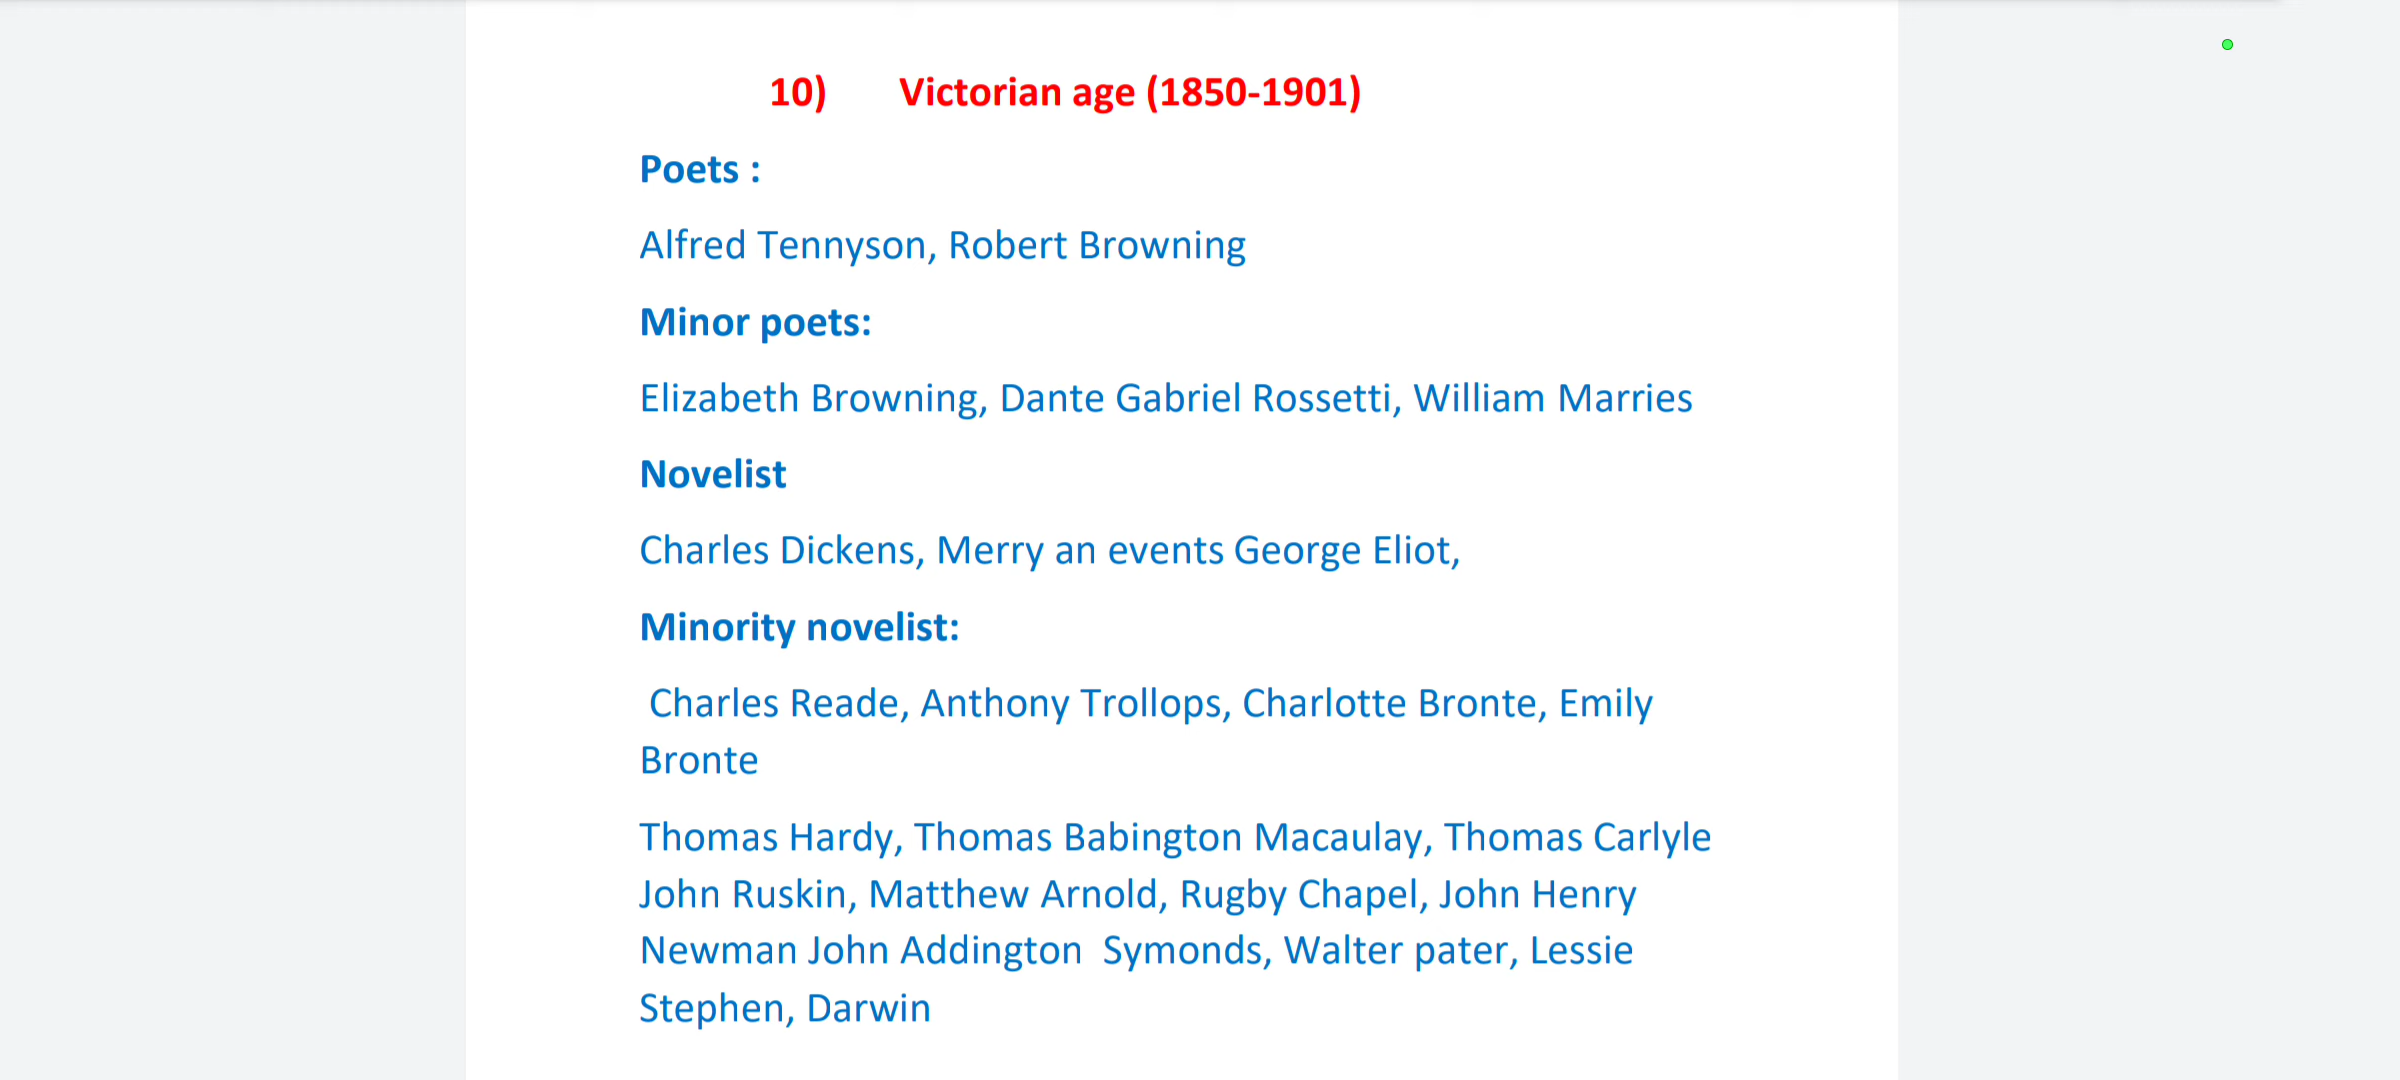 10) Victorian age (1850-1901)
Poets :
Alfred Tennyson, Robert Browning
Minor poets:
Elizabeth Browning, Dante Gabriel Rossetti, William Marries
Novelist
Charles Dickens, Merry an events George Eliot,
Minority novelist:
Charles Reade, Anthony Trollops, Charlotte Bronte, Emily
Bronte
Thomas Hardy, Thomas Babington Macaulay, Thomas Carlyle
John Ruskin, Matthew Arnold, Rugby Chapel, John Henry
Newman John Addington  Symonds, Walter pater, Lessie
Stephen, Darwin